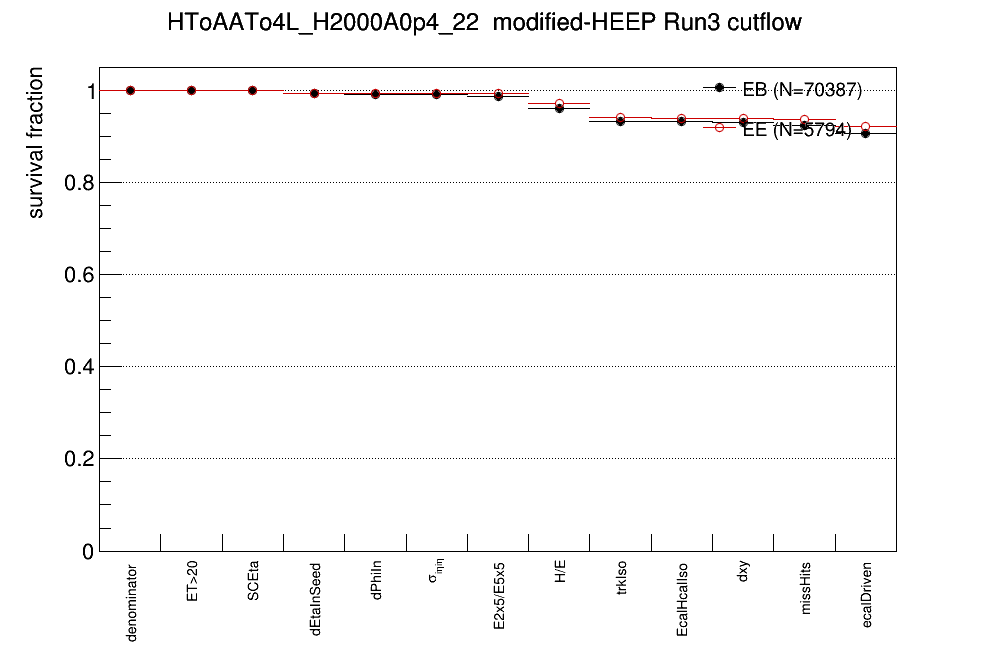 HToAATo4L_H2000A0p4_22 modified-HEEP Run3 cutflow
survival fraction
1
0.8
0.6
0.4
0.2
0
EB (N=70387)
EE (N=5794)
denominator
ET>20
SCEta
dEtaInSeed
dPhiIn
σiηiη
E2x5/E5x5
H/E
trkIso
EcalHcalIso
dxy
missHits
ecalDriven